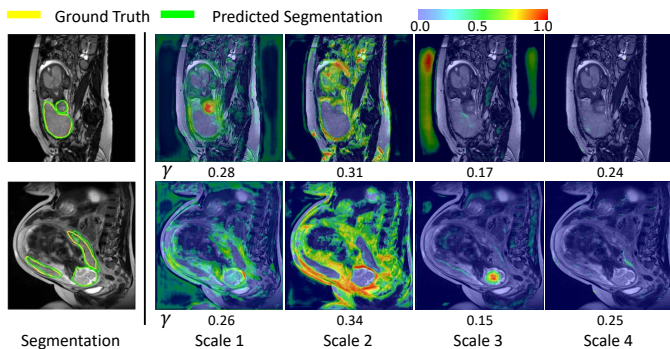 Ground Truth Predicted Segmentation 0.0 0.5 1.0
γ 0.28 0.31 0.17 0.24
γ 0.26 0.34 0.15 0.25
Segmentation Scale 1 Scale 2 Scale 3 Scale 4